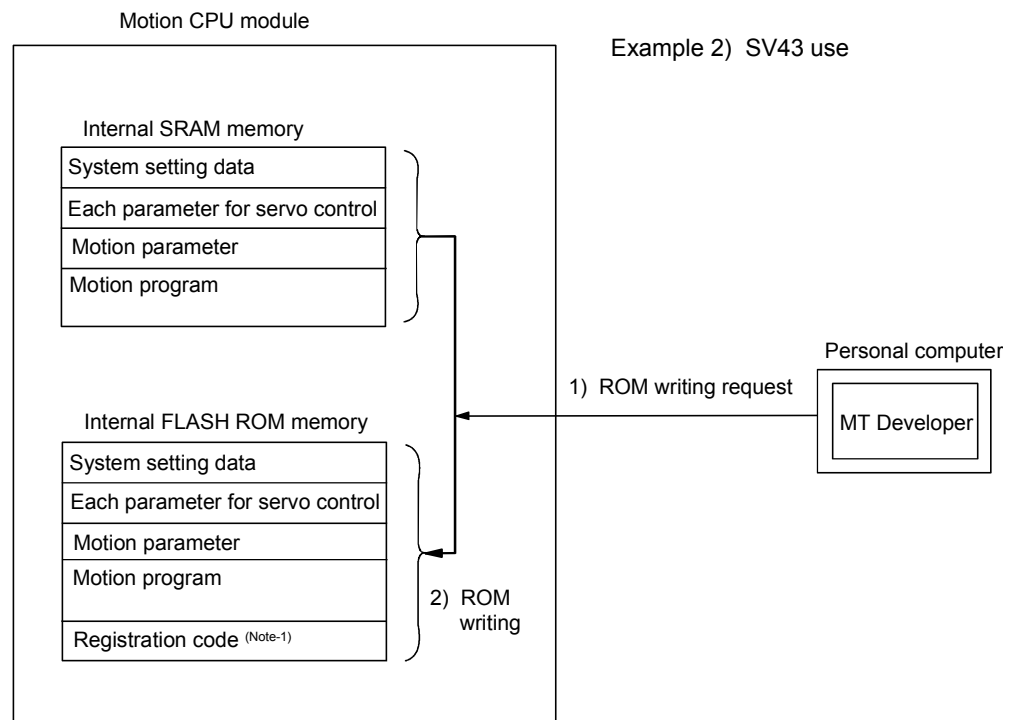 Motion CPU module
Example 2) SV43 use
Internal SRAM memory
System setting data
Each parameter for servo control
Motion parameter
Motion program
Personal computer
1) ROM writing request
MT Developer
Internal FLASH ROM memory
System setting data
Each parameter for servo control
Motion parameter
Motion program
2) ROM
writing
Registration code (Note-1)